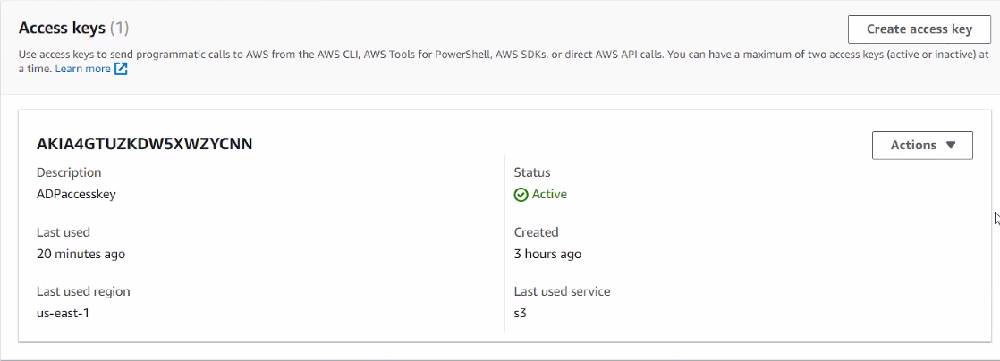 Access keys (1)
Create access key
Use access keys to send programmatic calls to AWS from the AWS CLI, AWS Tools for PowerShell, AWS SDKs, or direct AWS API calls. You can have a maximum of two access keys (active or inactive) at
a time. Learn more
AKIA4GTUZKDW5XWZYCNN
Actions
Description
ADPaccesskey
Status
Active
Last used
20 minutes ago
Created
3 hours ago
Last used region
us-east-1
Last used service
s3